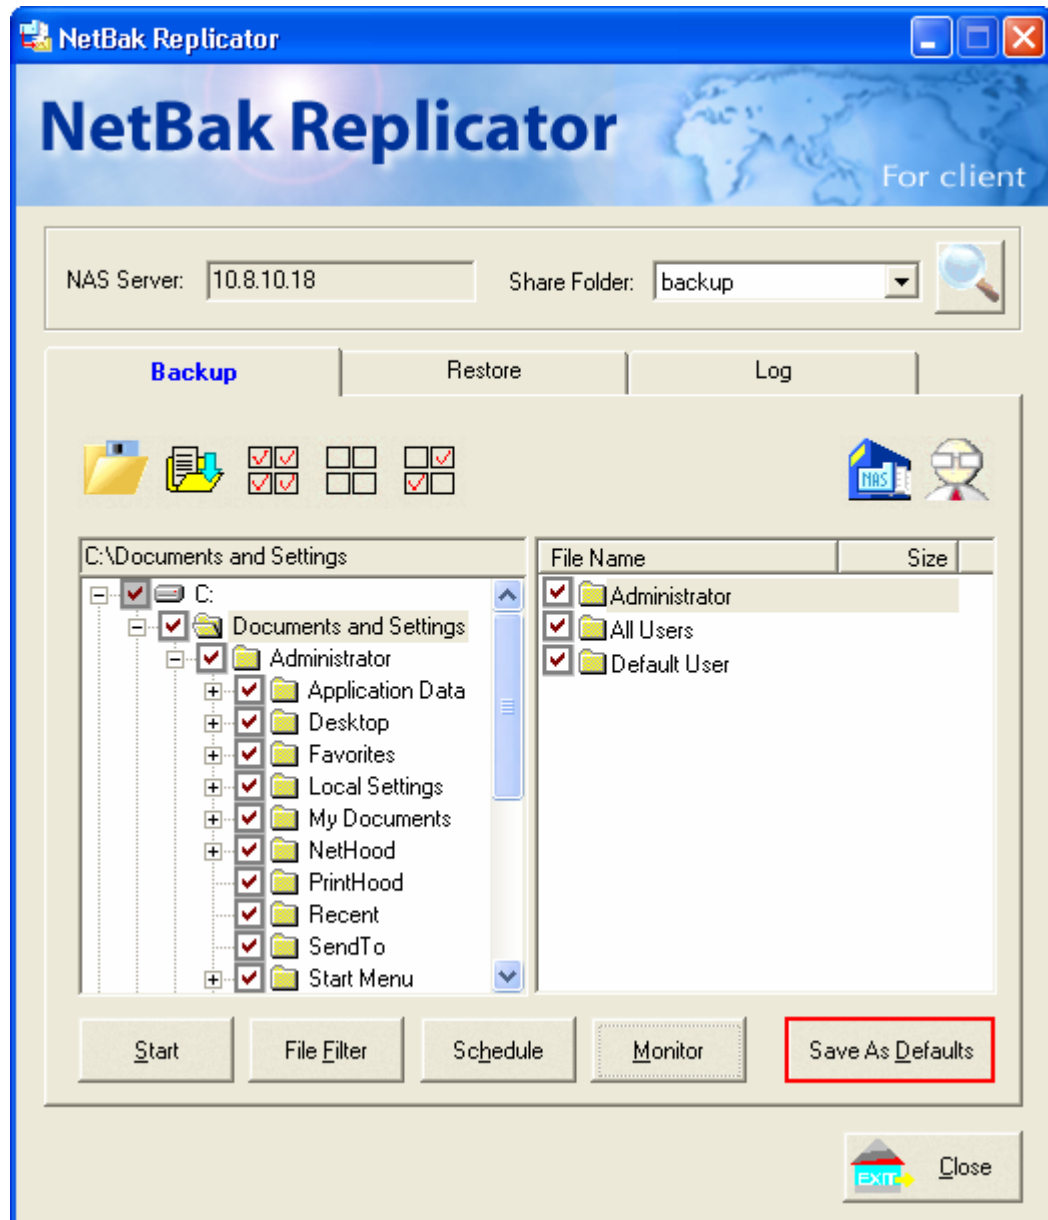 NetBak Replicator
NetBak Replicator
For client
NAS Server: 10.8.10.18 Share Folder: backup
Backup Restore Log
NAS
C:\Documents and Settings
File Name Size
C:
Documents and Settings
Administrator
Application Data
Desktop
Favorites
Local Settings
My Documents
NetHood
PrintHood
Recent
SendTo
Start Menu
Administrator
All Users
Default User
Start File Filter Schedule Monitor Save As Defaults
EXIT Close